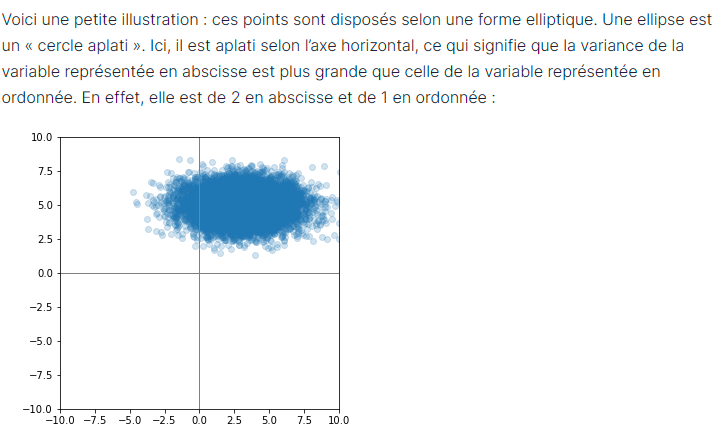 Voici une petite illustration : ces points sont disposés selon une forme elliptique. Une ellipse est
un « cercle aplati ». Ici, il est aplati selon l’axe horizontal, ce qui signifie que la variance de la
variable représentée en abscisse est plus grande que celle de la variable représentée en
ordonnée. En effet, elle est de 2 en abscisse et de 1 en ordonnée :
10.0
7.5
5.0
2.5
0.0
−2.5
−5.0
−7.5
−10.0
−10.0 −7.5 −5.0 −2.5 0.0 2.5 5.0 7.5 10.0